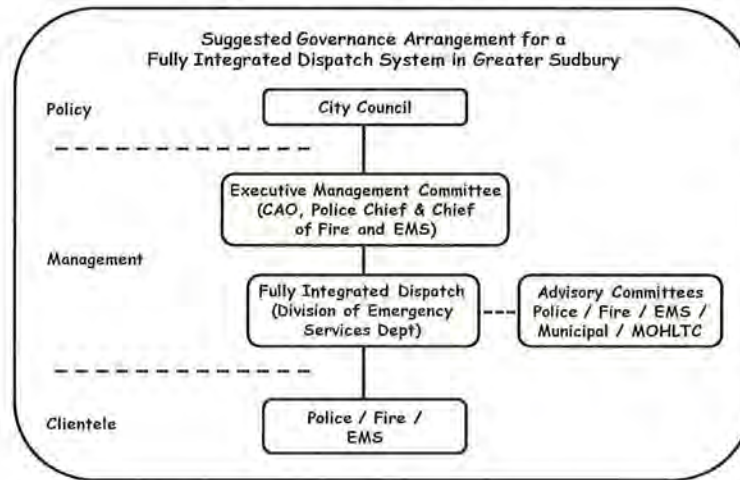 Suggested Governance Arrangement for a
Fully Integrated Dispatch System in Greater Sudbury
Policy
City Council
Executive Management Committee
(CAO, Police Chief & Chief
of Fire and EMS)
Management
Fully Integrated Dispatch
(Division of Emergency
Services Dept)
Advisory Committees
Police / Fire / EMS /
Municipal / MOHLTC
Clientele
Police / Fire /
EMS